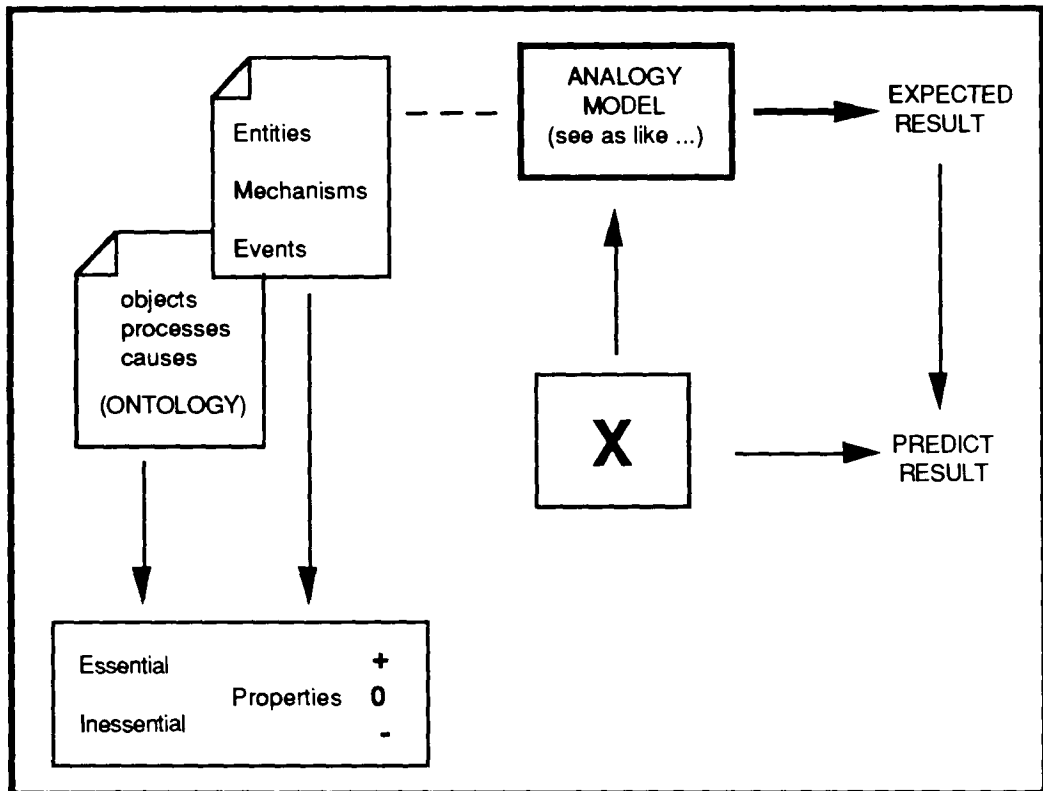 Entities
Mechanisms
Events
objects
processes
causes
(ONTOLOGY)
ANALOGY
MODEL
(see as like ...)
EXPECTED
RESULT
X
PREDICT
RESULT
Essential +
Properties 0
Inessential -